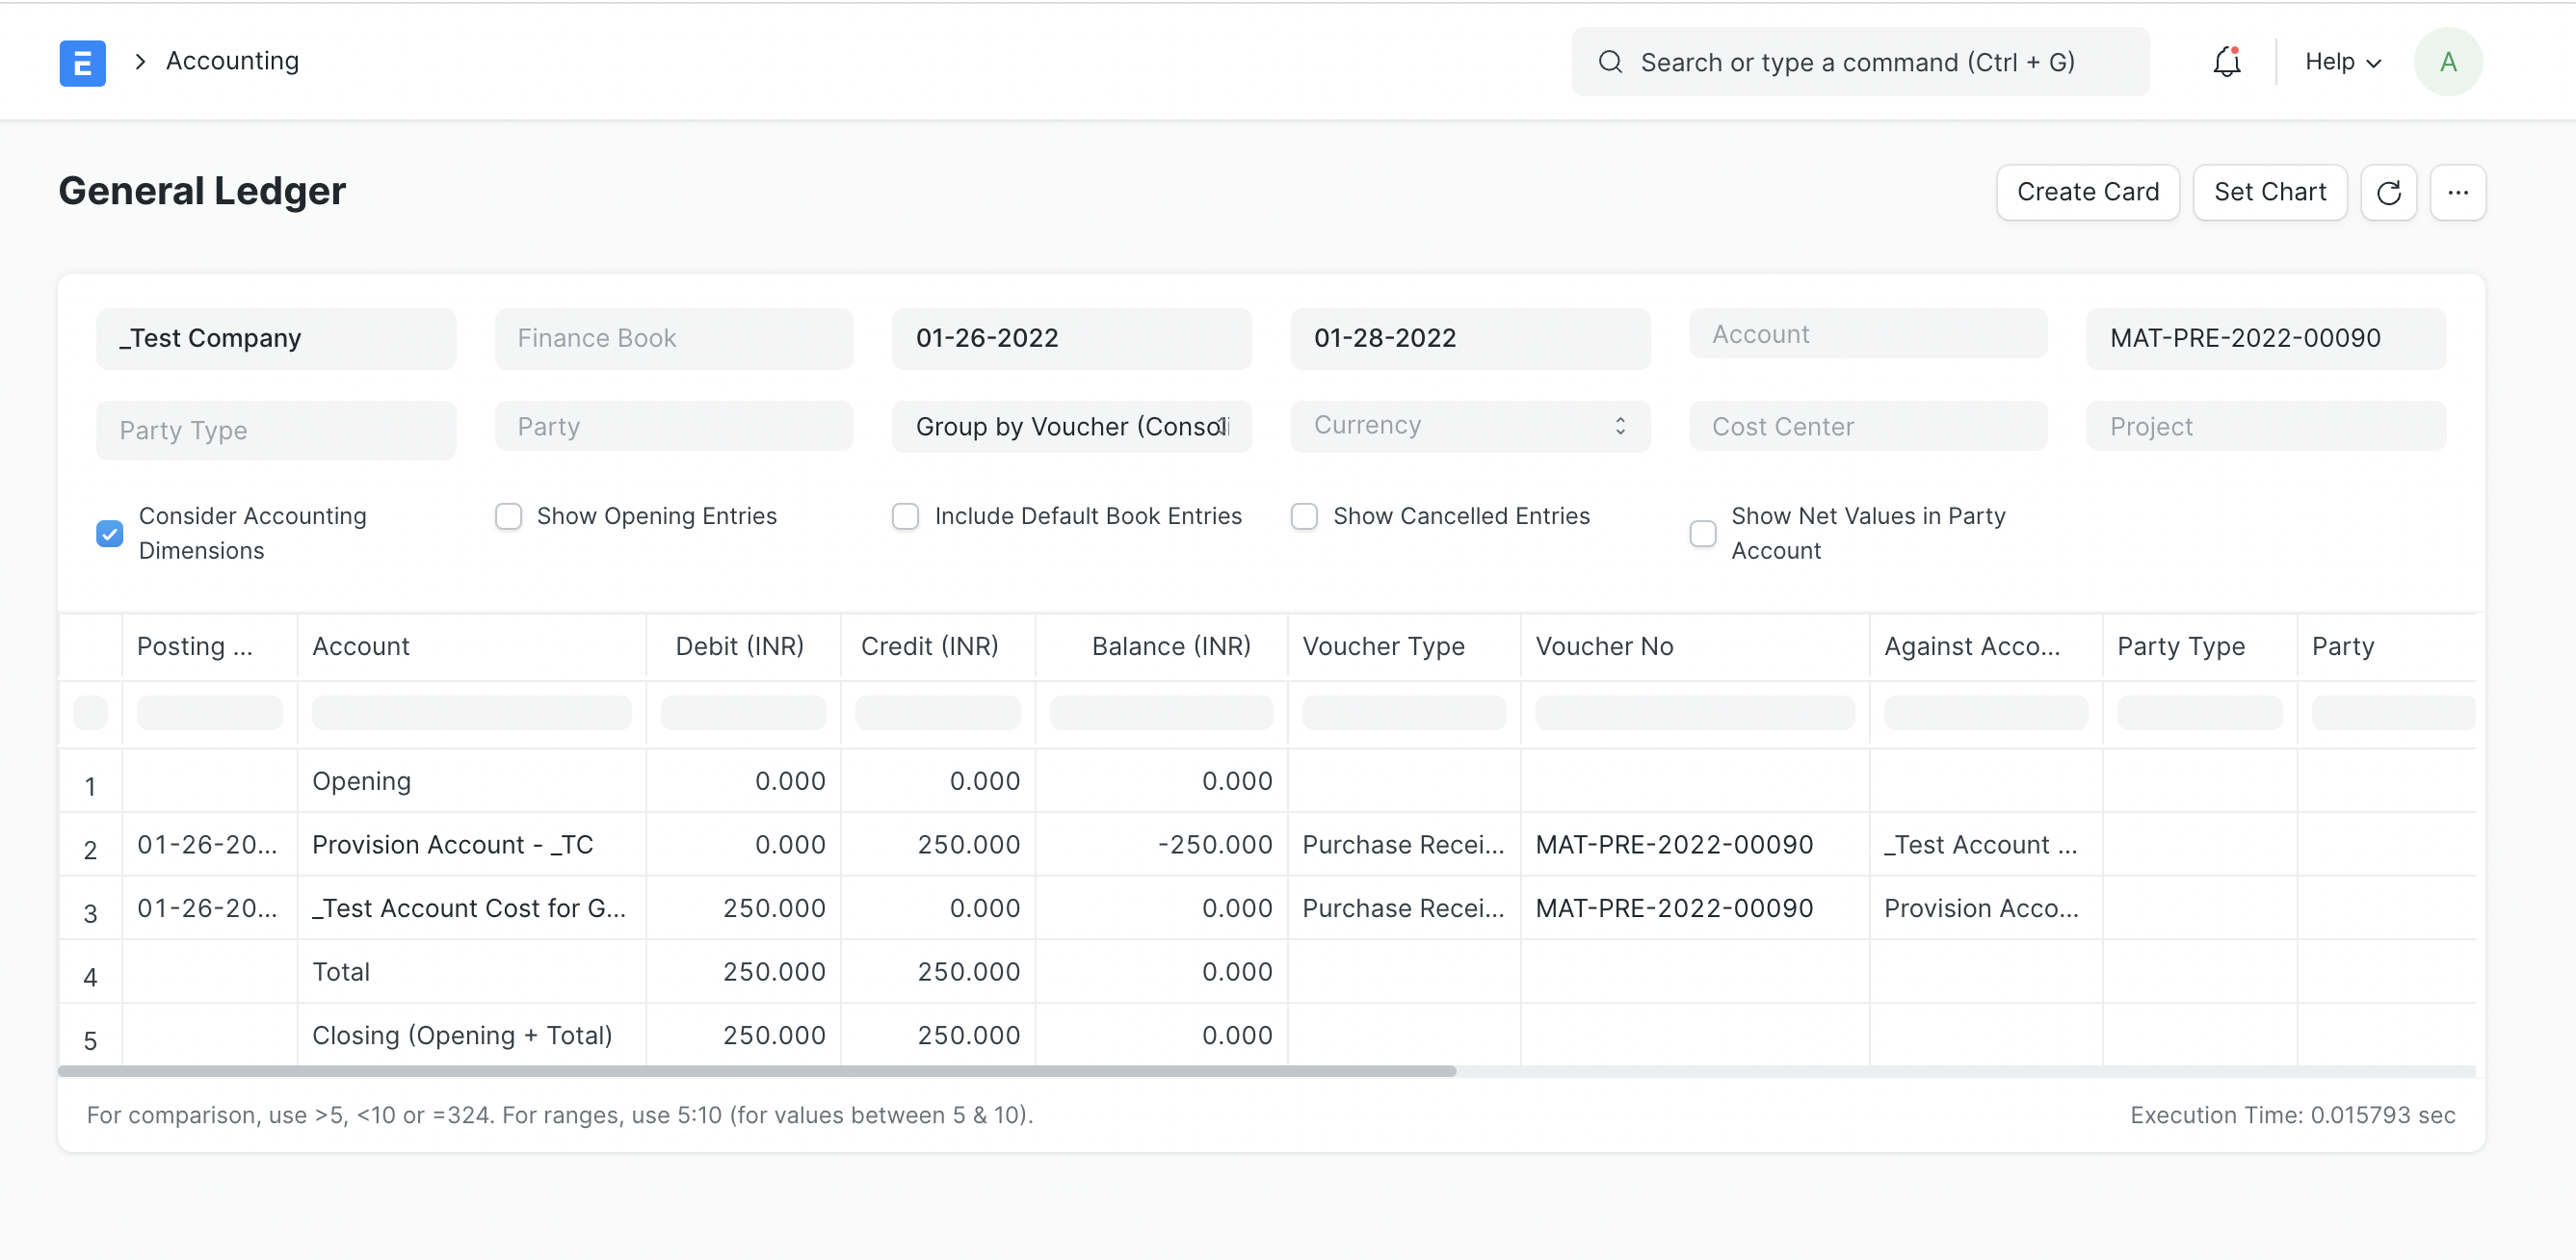 E > Accounting Search or type a command (Ctrl + G) Help A
General Ledger Create Card Set Chart ...
_Test Company Finance Book 01-26-2022 01-28-2022 Account MAT-PRE-2022-00090
Party Type Party Group by Voucher (Consoli Currency Cost Center Project
Consider Accounting Dimensions Show Opening Entries Include Default Book Entries Show Cancelled Entries Show Net Values in Party Account
Posting ... Account Debit (INR) Credit (INR) Balance (INR) Voucher Type Voucher No Against Acco... Party Type Party
1 Opening 0.000 0.000 0.000
2 01-26-20... Provision Account - _TC 0.000 250.000 -250.000 Purchase Recei... MAT-PRE-2022-00090 _Test Account ...
3 01-26-20... _Test Account Cost for G... 250.000 0.000 0.000 Purchase Recei... MAT-PRE-2022-00090 Provision Acco...
4 Total 250.000 250.000 0.000
5 Closing (Opening + Total) 250.000 250.000 0.000
For comparison, use >5, <10 or =324. For ranges, use 5:10 (for values between 5 & 10). Execution Time: 0.015793 sec